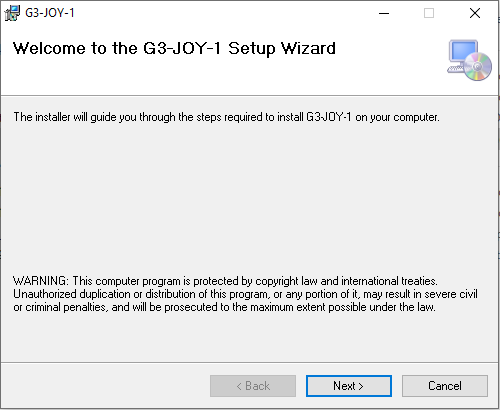 G3-JOY-1
Welcome to the G3-JOY-1 Setup Wizard
The installer will guide you through the steps required to install G3-JOY-1 on your computer.
WARNING: This computer program is protected by copyright law and international treaties.
Unauthorized duplication or distribution of this program, or any portion of it, may result in severe civil
or criminal penalties, and will be prosecuted to the maximum extent possible under the law.
< Back
Next >
Cancel